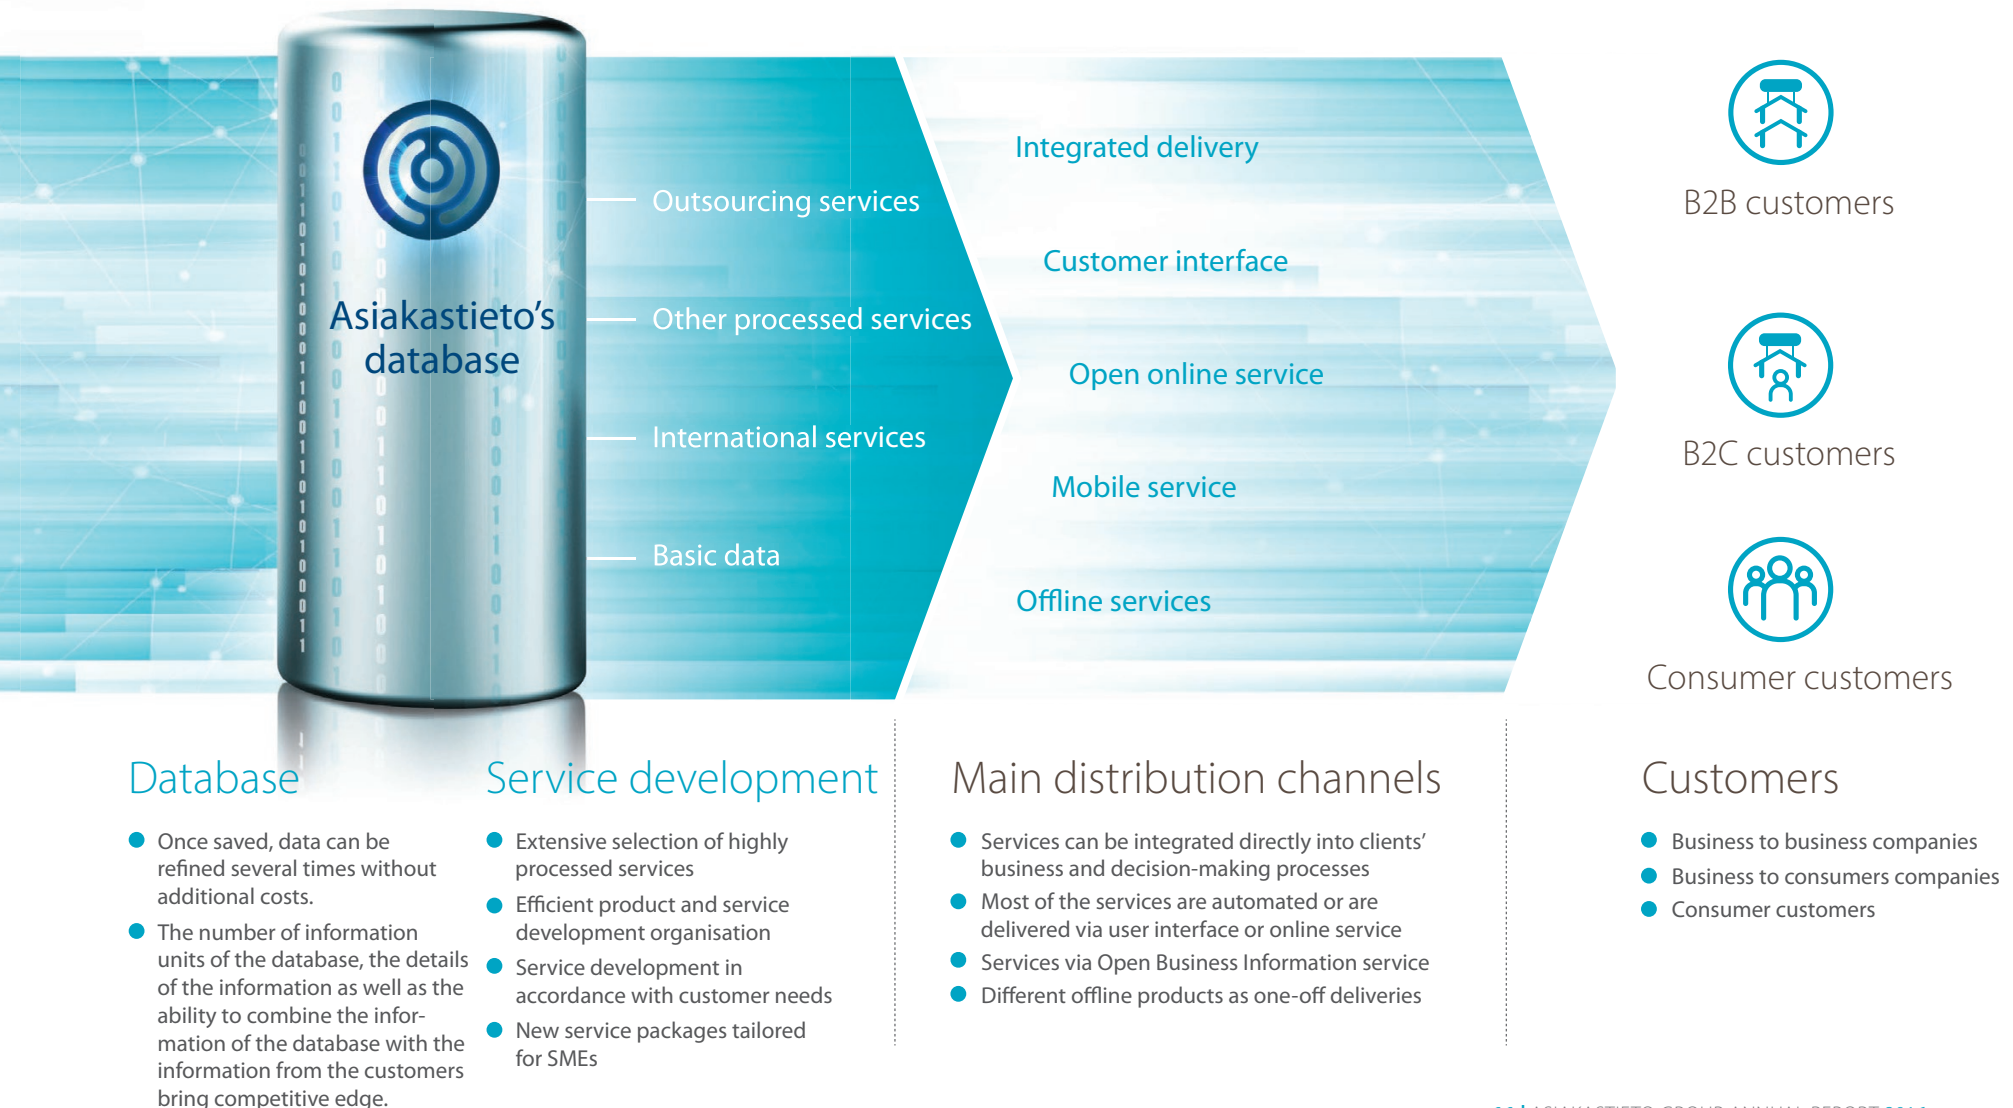 Asiakastieto's
database
Outsourcing services
Other processed services
International services
Basic data
Integrated delivery
Customer interface
Open online service
Mobile service
Offline services
B2B customers
B2C customers
Consumer customers
Database
Once saved, data can be
refined several times without
additional costs.
The number of information
units of the database, the details
of the information as well as the
ability to combine the infor-
mation of the database with the
information from the customers
bring competitive edge.
Service development
Extensive selection of highly
processed services
Efficient product and service
development organisation
Service development in
accordance with customer needs
New service packages tailored
for SMEs
Main distribution channels
Services can be integrated directly into clients'
business and decision-making processes
Most of the services are automated or are
delivered via user interface or online service
Services via Open Business Information service
Different offline products as one-off deliveries
Customers
Business to business companies
Business to consumers companies
Consumer customers
ASIAKASTIETO GROUP ANNUAL REPORT